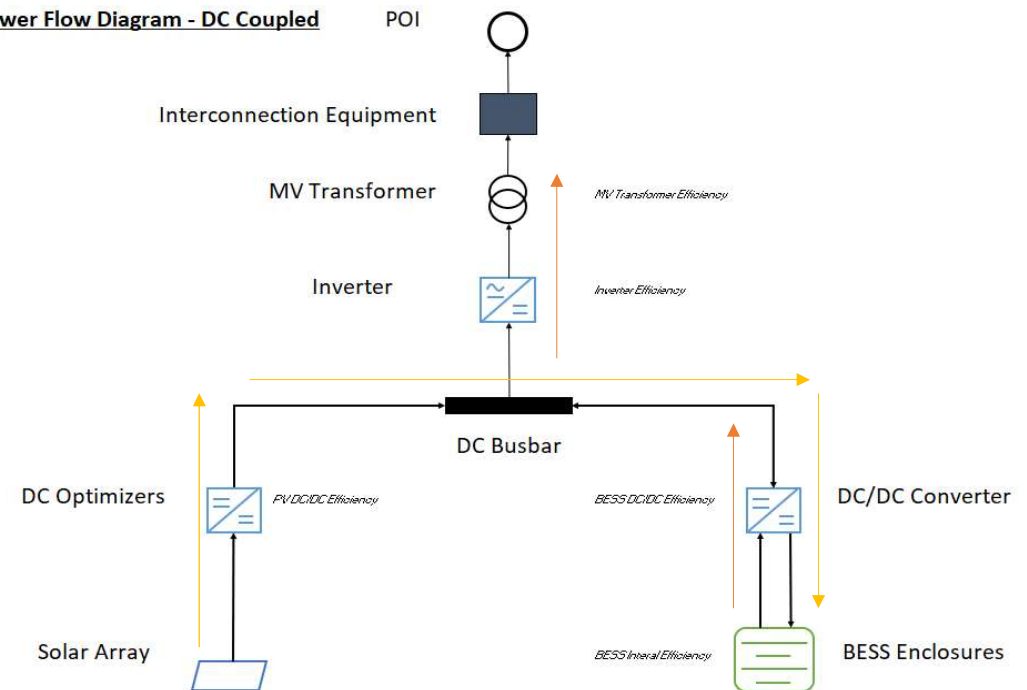 wer Flow Diagram - DC Coupled
POI
Interconnection Equipment
MV Transformer
MV Transformer Efficiency
Inverter
Inverter Efficiency
DC Busbar
DC Optimizers
PV DC/DC Efficiency
BESS DC/DC Efficiency
DC/DC Converter
Solar Array
BESS Interal Efficiency
BESS Enclosures